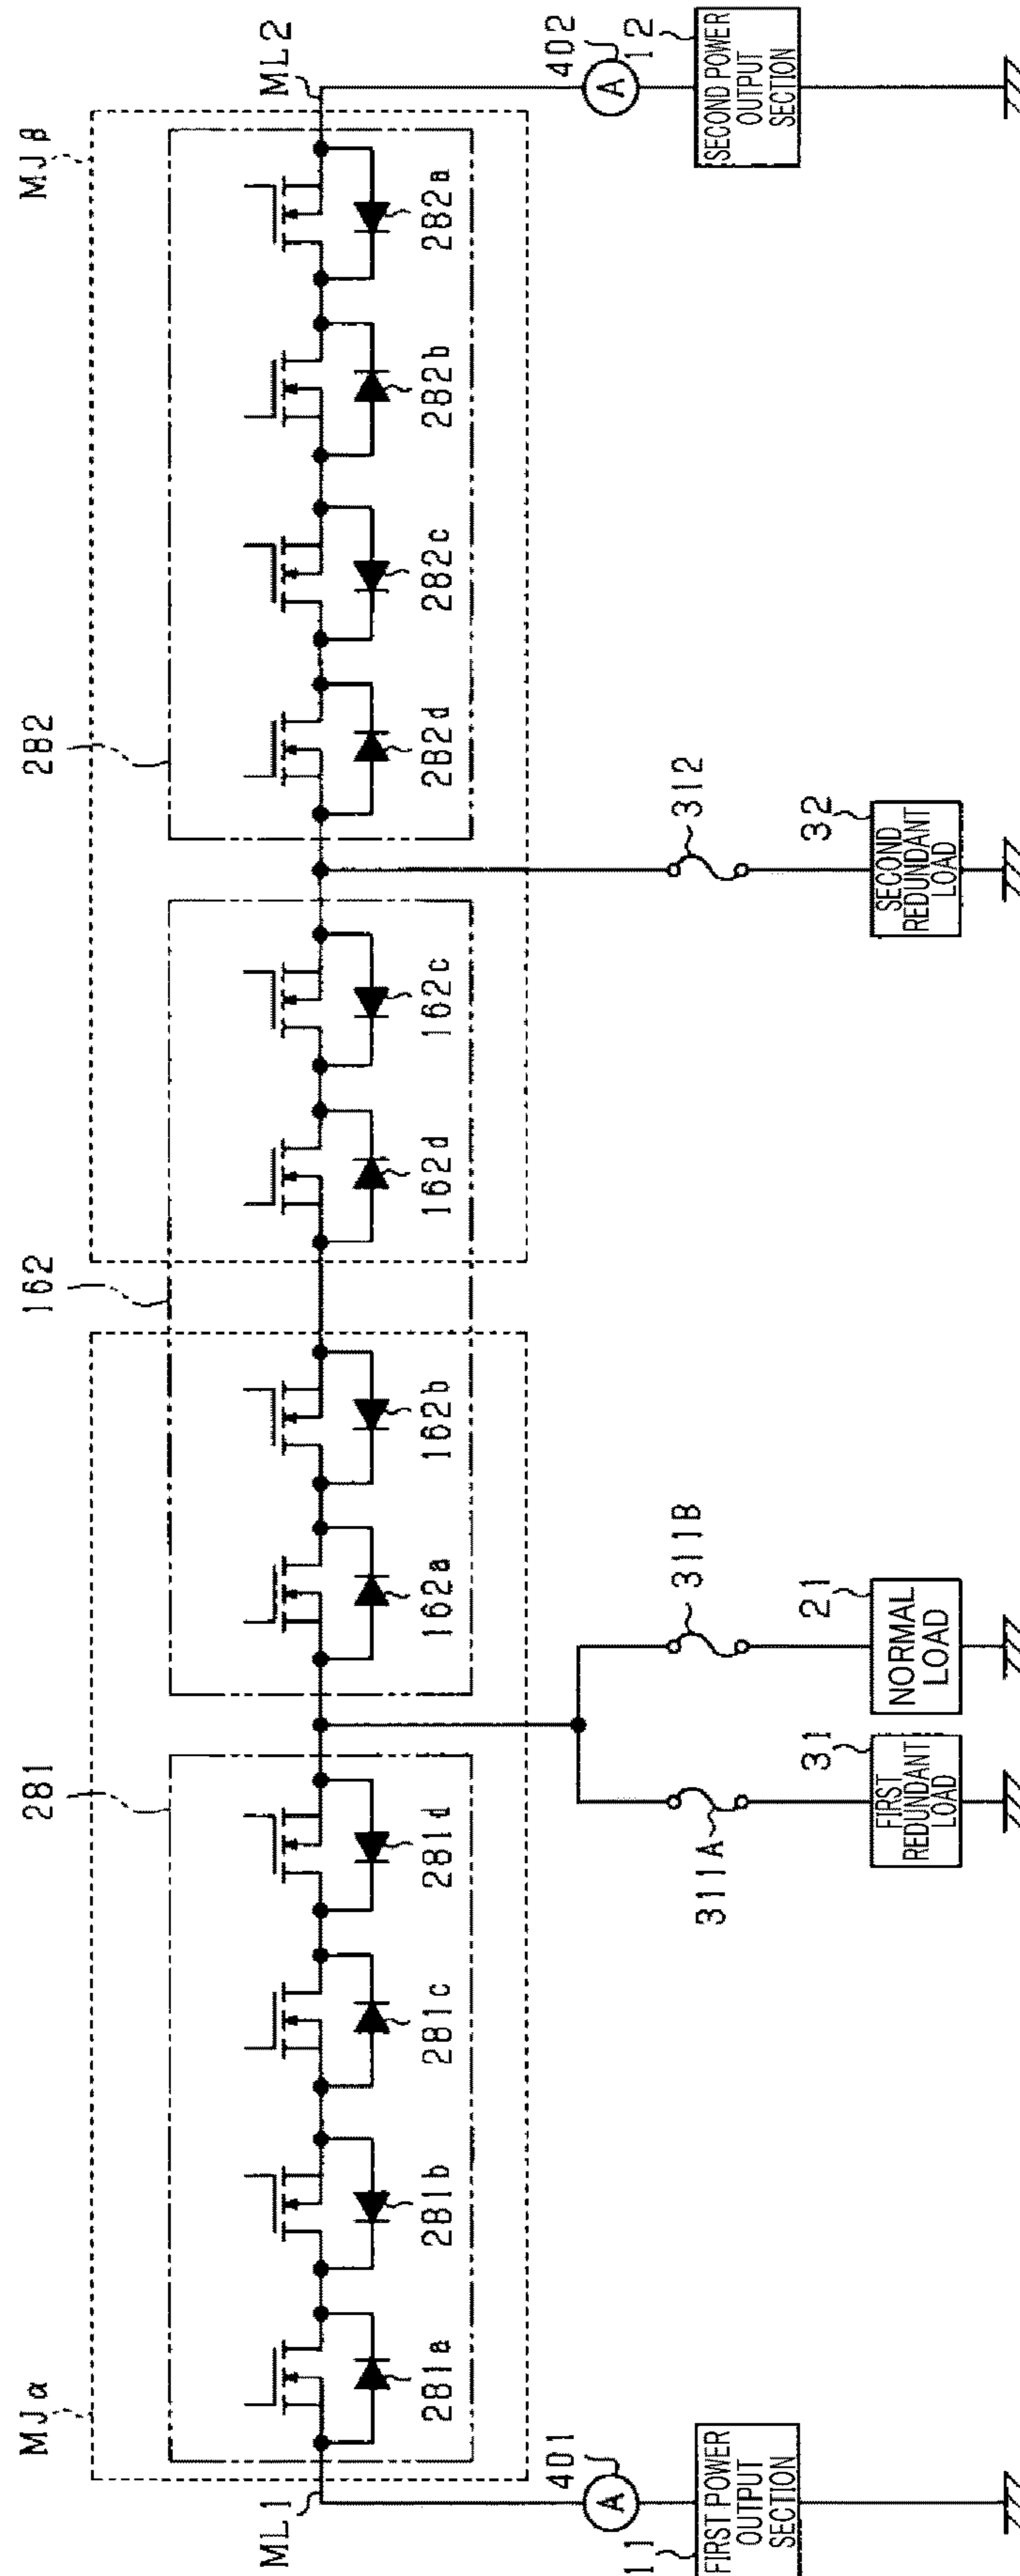 MJα
MJβ
281
162
282
ML1
ML2
281a
281b
281c
281d
162a
162b
162d
162c
282d
282c
282b
282a
401
A
402
A
11
FIRST POWER
OUTPUT
SECTION
12
SECOND POWER
OUTPUT
SECTION
311A
311B
312
31
FIRST
REDUNDANT
LOAD
21
NORMAL
LOAD
32
SECOND
REDUNDANT
LOAD